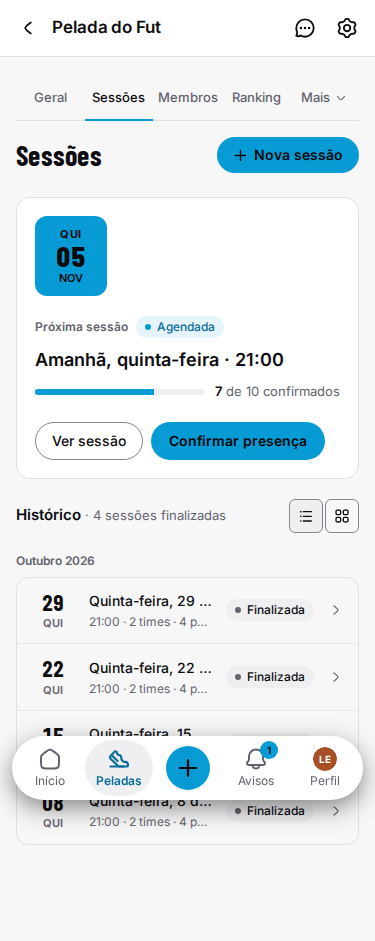 Pelada do Fut
Geral Sessões Membros Ranking Mais
Sessões
+ Nova sessão
QUI
05
NOV
Próxima sessão Agendada
Amanhã, quinta-feira · 21:00
7 de 10 confirmados
Ver sessão Confirmar presença
Histórico · 4 sessões finalizadas
Outubro 2026
29 Quinta-feira, 29 ... Finalizada
QUI 21:00 · 2 times · 4 p...
22 Quinta-feira, 22 ... Finalizada
QUI 21:00 · 2 times · 4 p...
15 Quinta-feira, 15
1
LE
Início Peladas Avisos Perfil
08 Quinta-feira, 8 d... Finalizada
QUI 21:00 · 2 times · 4 p...